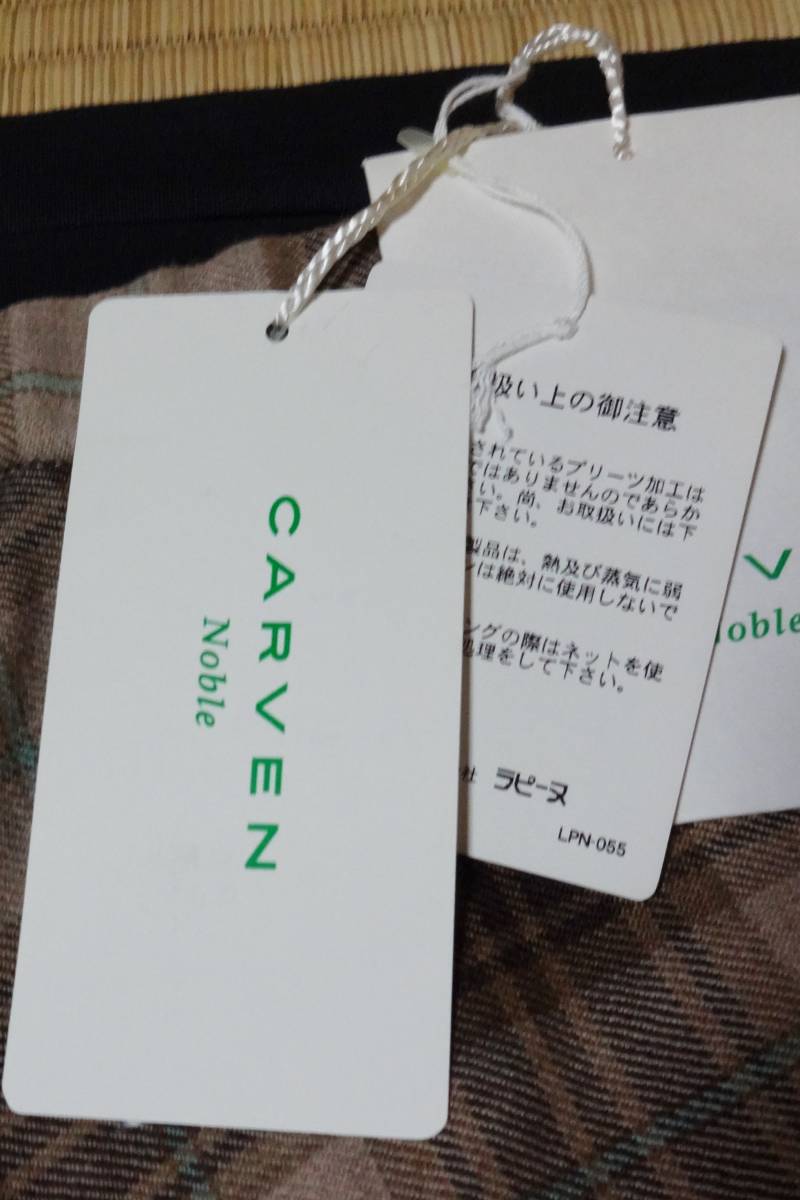 CARVEN
Noble
扱い上の御注意
されているプリーツ加工は
ではありませんのであらか
い。尚、お取扱いには下
下さい。
製品は、熱及び蒸気に弱
ンは絶対に使用しないで
ングの際はネットを使
処理をして下さい。
社 ラピーヌ
LPN-055
V
oble